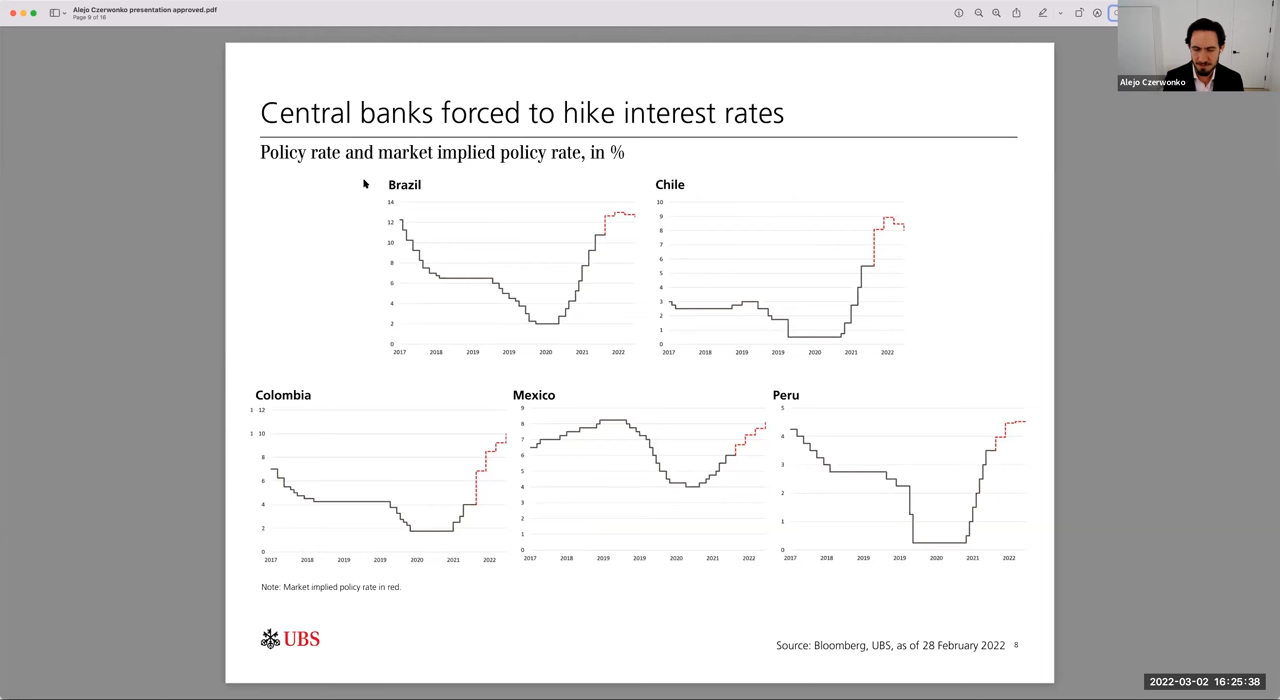 Alejo Czerwonko presentation approved.pdf
Page 9 of 16
Alejo Czerwonko
Central banks forced to hike interest rates
Policy rate and market implied policy rate, in %
Brazil
14
12
10
8
6
4
2
0
2017 2018 2019 2019 2020 2021 2022
Chile
10
9
8
7
6
5
4
3
2
1
0
2017 2018 2019 2019 2020 2021 2022
Colombia
1 12
1 10
8
6
4
2
0
2017 2018 2019 2019 2020 2021 2022
Mexico
9
8
7
6
5
4
3
2
1
0
2017 2018 2019 2019 2020 2021 2022
Peru
5
4
3
2
1
0
2017 2018 2019 2019 2020 2021 2022
Note: Market implied policy rate in red.
UBS
Source: Bloomberg, UBS, as of 28 February 2022 8
2022-03-02 16:25:38